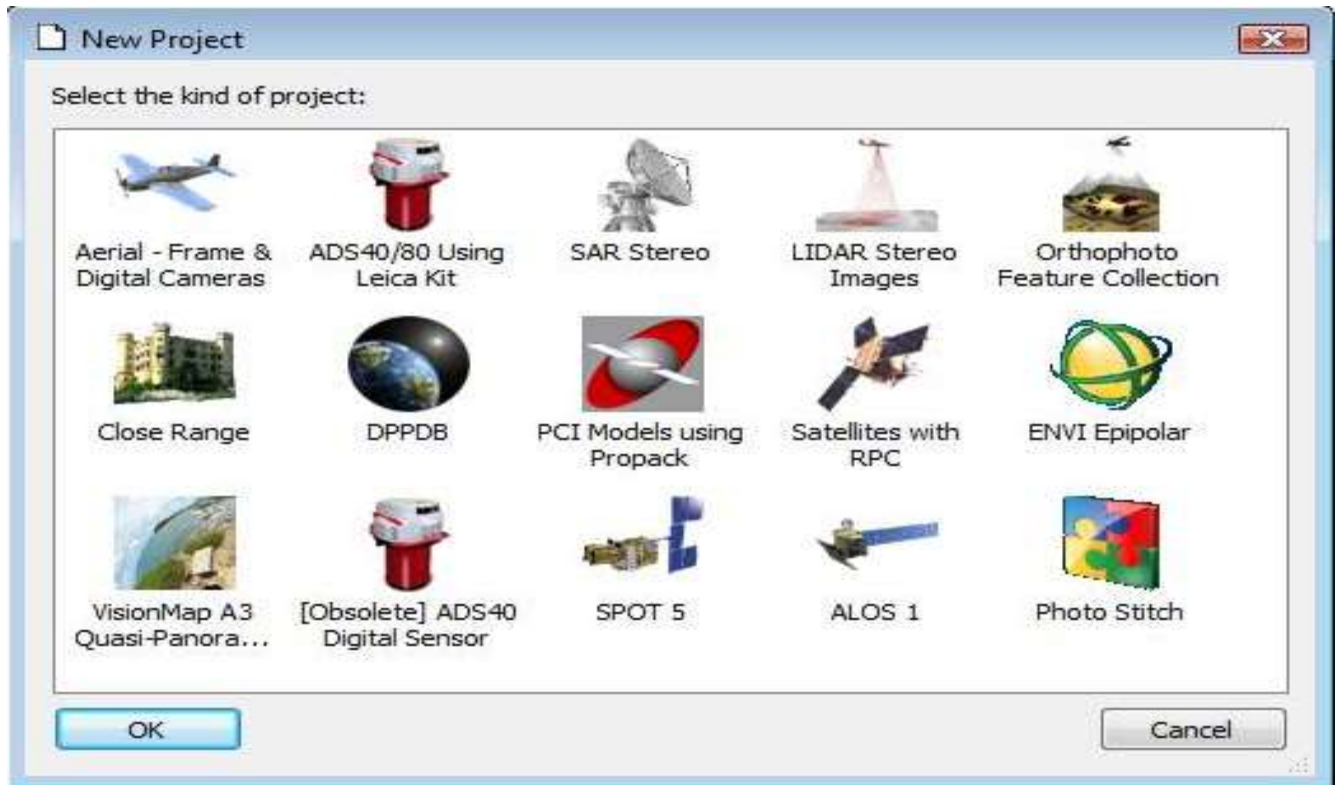 New Project
Select the kind of project:
Aerial - Frame &
Digital Cameras
ADS40/80 Using
Leica Kit
SAR Stereo
LIDAR Stereo
Images
Orthophoto
Feature Collection
Close Range
DPPDB
PCI Models using
Propack
Satellites with
RPC
ENVI Epipolar
VisionMap A3
Quasi-Panora...
[Obsolete] ADS40
Digital Sensor
SPOT 5
ALOS 1
Photo Stitch
OK
Cancel